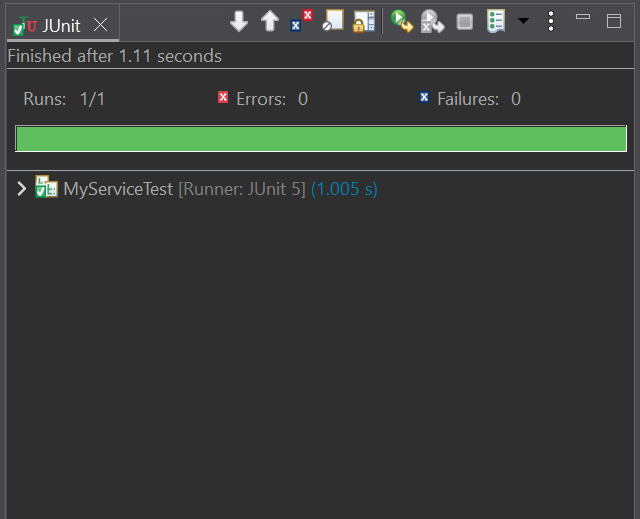 JUnit
Finished after 1.11 seconds
Runs: 1/1 Errors: 0 Failures: 0
MyServiceTest [Runner: JUnit 5] (1.005 s)